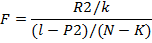 F = R2/k / (l − P2)/(N − K)